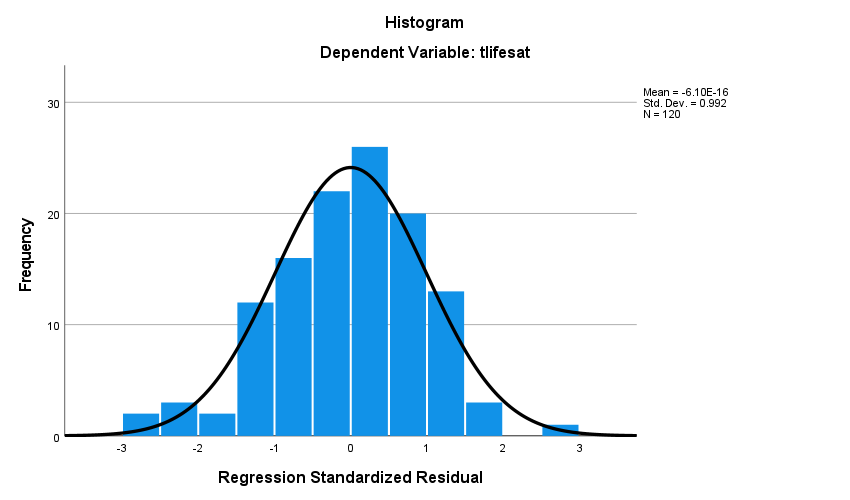 Histogram
Dependent Variable: tlifesat
Mean = -6.10E-16
Std. Dev. = 0.992
N = 120
Frequency
30
20
10
0
-3 -2 -1 0 1 2 3
Regression Standardized Residual